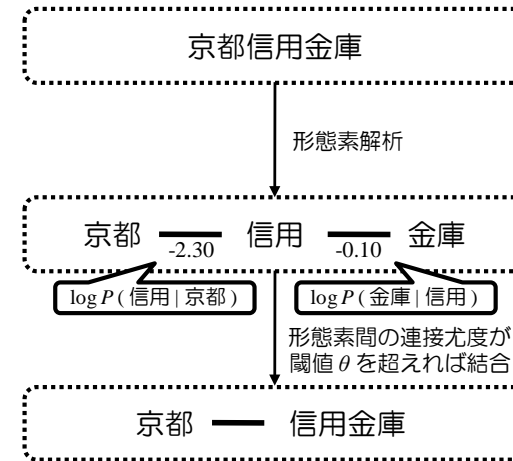 京都信用金庫
形態素解析
京都 信用 金庫
-2.30 -0.10
log P ( 信用 | 京都 ) log P ( 金庫 | 信用 )
形態素間の連接尤度が
閾値 θ を超えれば結合
京都 信用金庫